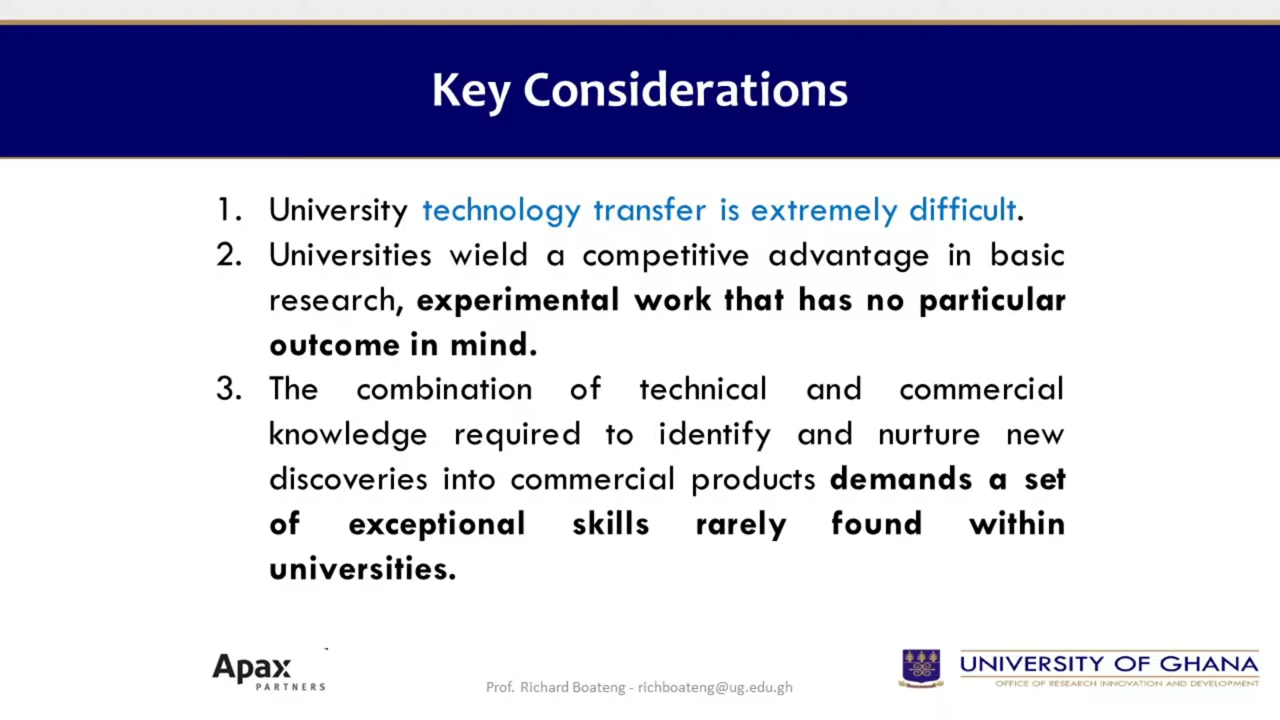 Key Considerations
1. University technology transfer is extremely difficult.
2. Universities wield a competitive advantage in basic
research, experimental work that has no particular
outcome in mind.
3. The combination of technical and commercial
knowledge required to identify and nurture new
discoveries into commercial products demands a set
of exceptional skills rarely found within
universities.
Apax
PARTNERS
Prof. Richard Boateng - richboateng@ug.edu.gh
UNIVERSITY OF GHANA
OFFICE OF RESEARCH INNOVATION AND DEVELOPMENT